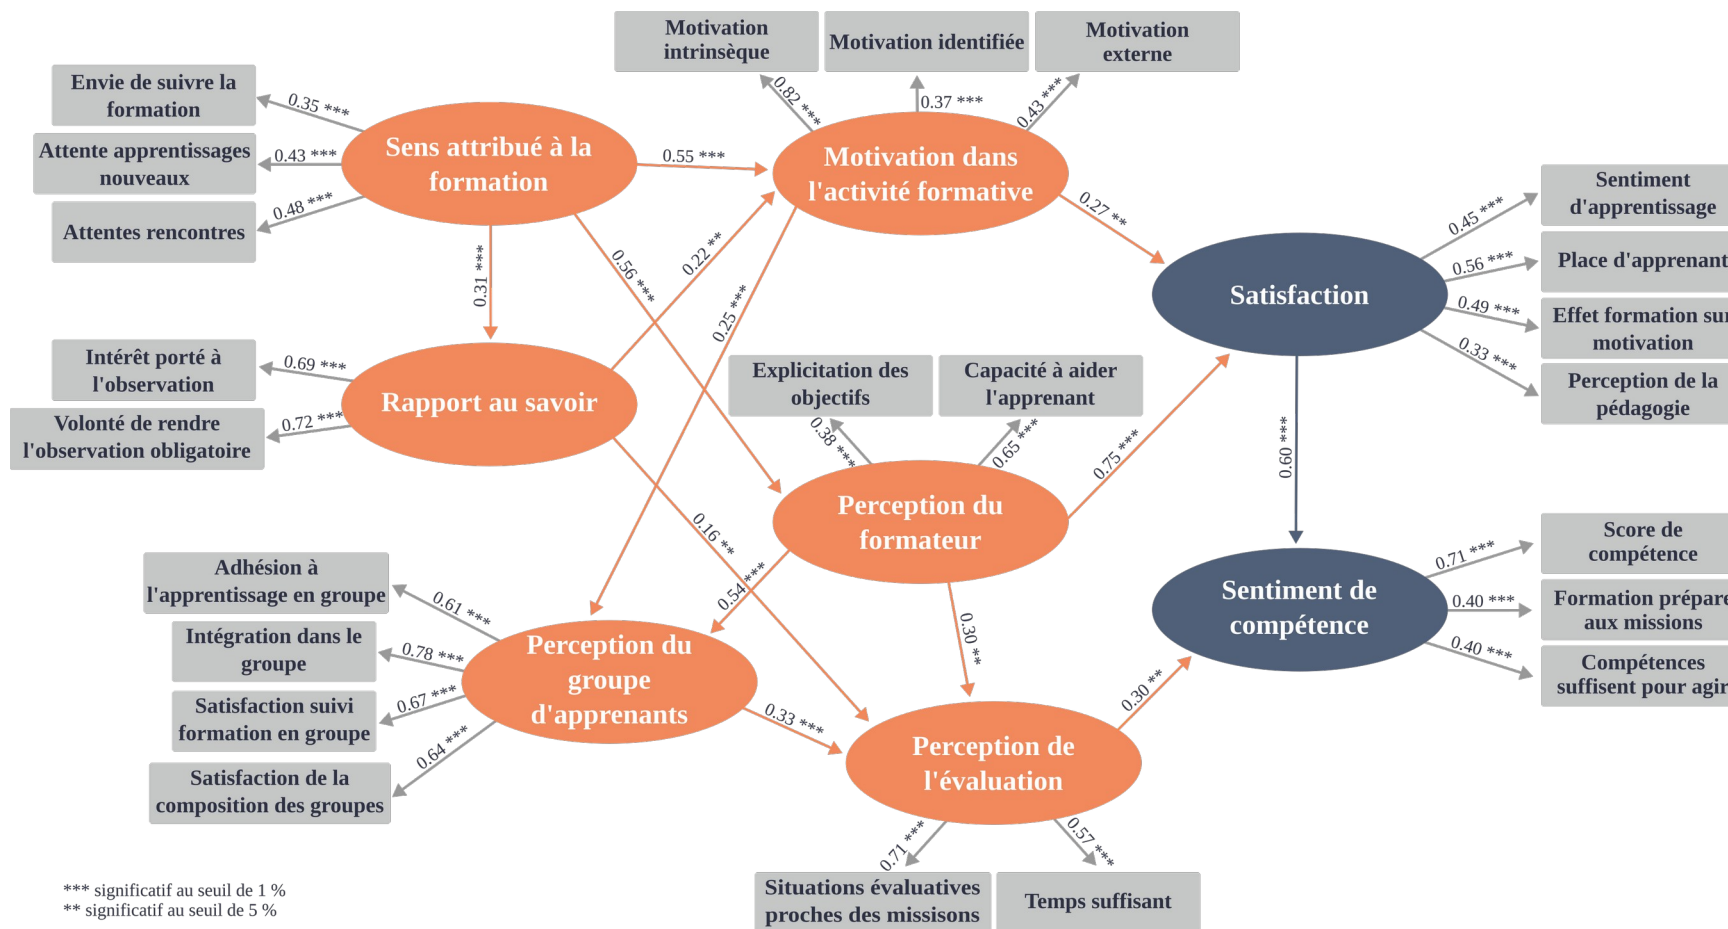 Motivation
intrinsèque
Motivation identifiée
Motivation
externe
0.82 ***
0.37 ***
0.43 ***
Envie de suivre la
formation
0.35 ***
Attente apprentissages
nouveaux
0.43 ***
Attentes rencontres
0.48 ***
Sens attribué à la
formation
0.55 ***
Motivation dans
l'activité formative
0.27 **
0.31 ***
0.56 ***
0.22 **
0.25 ***
Satisfaction
0.45 ***
Sentiment
d'apprentissage
0.56 ***
Place d'apprenant
0.49 ***
Effet formation sur
motivation
0.33 ***
Perception de la
pédagogie
Intérêt porté à
l'observation
0.69 ***
Volonté de rendre
l'observation obligatoire
0.72 ***
Rapport au savoir
0.16 **
Explicitation des
objectifs
0.38 ***
Capacité à aider
l'apprenant
0.65 ***
Perception du
formateur
0.75 ***
0.54 ***
0.30 **
0.60 ***
Sentiment de
compétence
0.71 ***
Score de
compétence
0.40 ***
Formation prépare
aux missions
0.40 ***
Compétences
suffisent pour agir
Adhésion à
l'apprentissage en groupe
0.61 ***
Intégration dans le
groupe
0.78 ***
Satisfaction suivi
formation en groupe
0.67 ***
Satisfaction de la
composition des groupes
0.64 ***
Perception du
groupe
d'apprenants
0.33 ***
Perception de
l'évaluation
0.30 **
0.71 ***
0.57 ***
Situations évaluatives
proches des missisons
Temps suffisant
*** significatif au seuil de 1 %
** significatif au seuil de 5 %